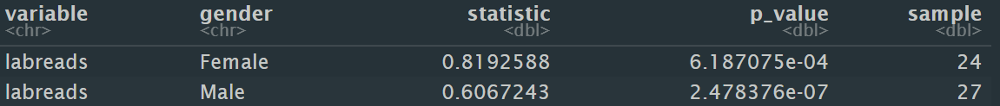 variable gender statistic p_value sample
<chr> <chr> <dbl> <dbl> <dbl>
labreads Female 0.8192588 6.187075e-04 24
labreads Male 0.6067243 2.478376e-07 27